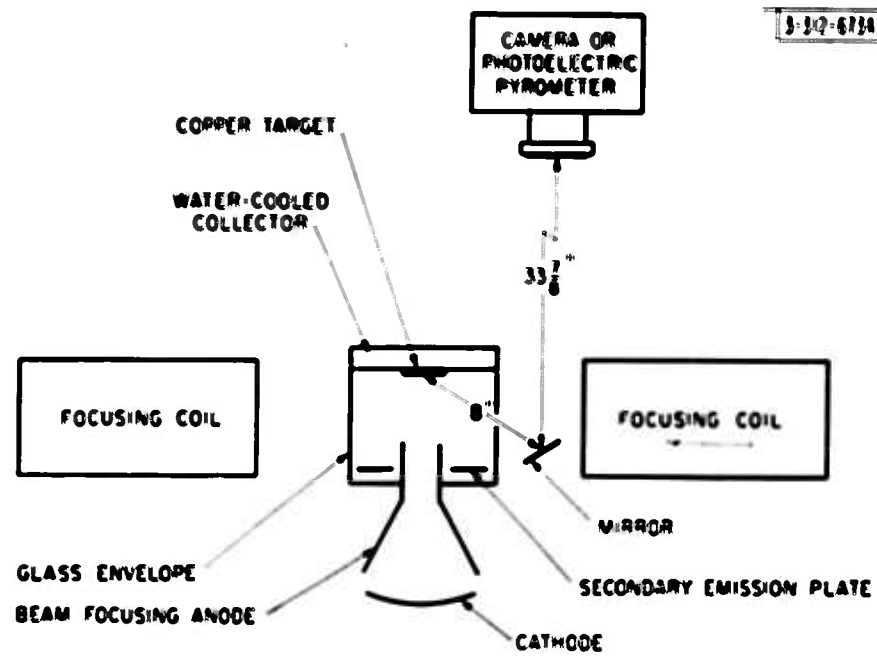 CAMERA OR
PHOTOELECTRIC
PYROMETER
COPPER TARGET
WATER-COOLED
COLLECTOR
33 7/8"
FOCUSING COIL
8"
FOCUSING COIL
MIRROR
GLASS ENVELOPE
SECONDARY EMISSION PLATE
BEAM FOCUSING ANODE
CATHODE